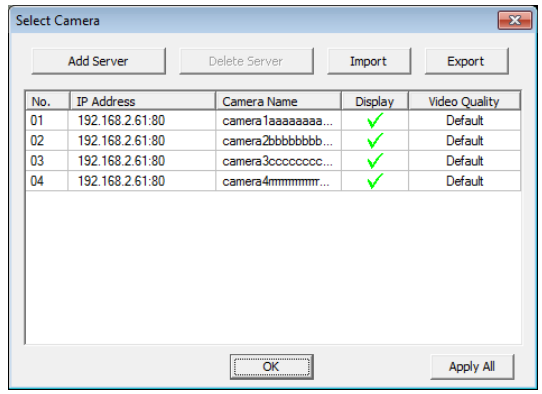 Select Camera
Add Server Delete Server Import Export
No. IP Address Camera Name Display Video Quality
01 192.168.2.61:80 camera1aaaaaaaa... Default
02 192.168.2.61:80 camera2bbbbbbbb... Default
03 192.168.2.61:80 camera3cccccccc... Default
04 192.168.2.61:80 Default
OK Apply All